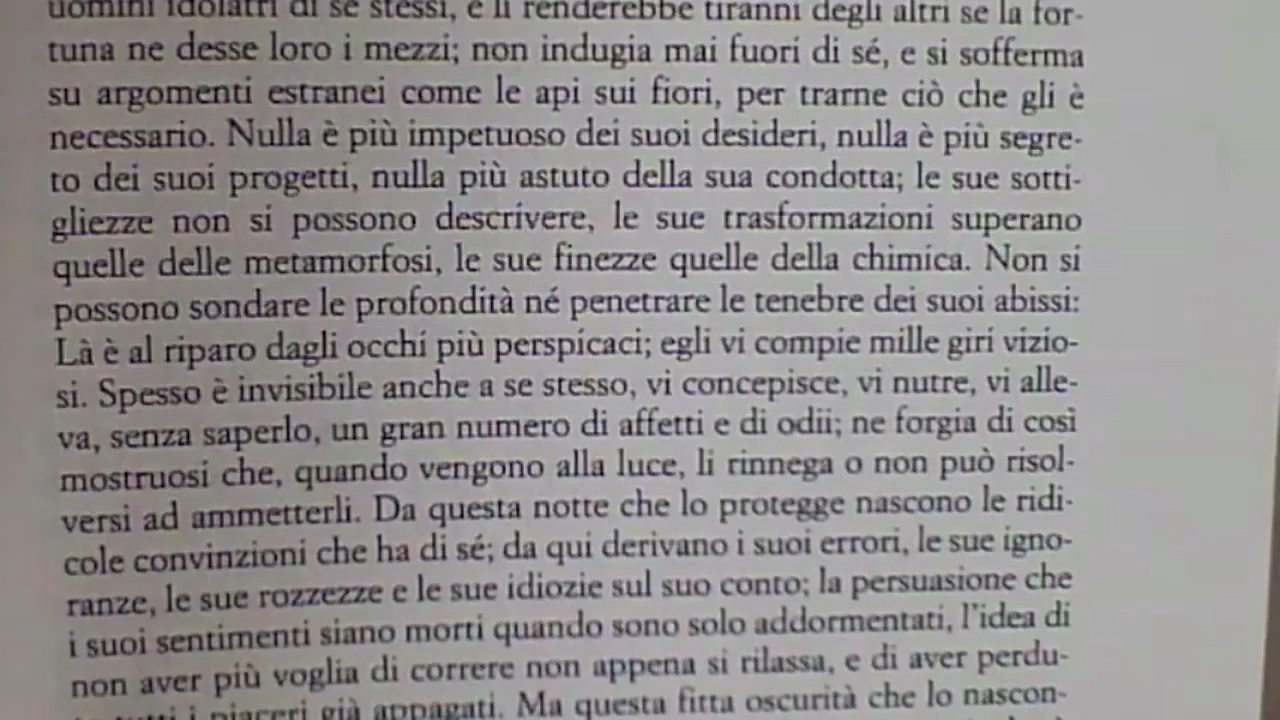 uomini idolatri di se stessi, e li renderebbe tiranni degli altri se la for-
tuna ne desse loro i mezzi; non indugia mai fuori di sé, e si sofferma
su argomenti estranei come le api sui fiori, per trarne ciò che gli è
necessario. Nulla è più impetuoso dei suoi desideri, nulla è più segre-
to dei suoi progetti, nulla più astuto della sua condotta; le sue sotti-
gliezze non si possono descrivere, le sue trasformazioni superano
quelle delle metamorfosi, le sue finezze quelle della chimica. Non si
possono sondare le profondità né penetrare le tenebre dei suoi abissi:
Là è al riparo dagli occhi più perspicaci; egli vi compie mille giri vizio-
si. Spesso è invisibile anche a se stesso, vi concepisce, vi nutre, vi alle-
va, senza saperlo, un gran numero di affetti e di odii; ne forgia di così
mostruosi che, quando vengono alla luce, li rinnega o non può risol-
versi ad ammetterli. Da questa notte che lo protegge nascono le ridi-
cole convinzioni che ha di sé; da qui derivano i suoi errori, le sue igno-
ranze, le sue rozzezze e le sue idiozie sul suo conto; la persuasione che
i suoi sentimenti siano morti quando sono solo addormentati, l'idea di
non aver più voglia di correre non appena si rilassa, e di aver perdu-
tutti i piaceri già appagati. Ma questa fitta oscurità che lo nascon-